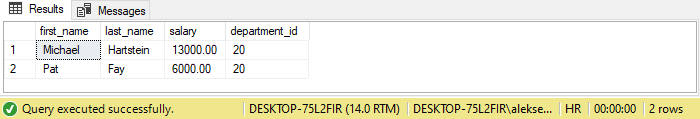 Results Messages
first_name last_name salary department_id
1 Michael Hartstein 13000.00 20
2 Pat Fay 6000.00 20
Query executed successfully. DESKTOP-75L2FIR (14.0 RTM) DESKTOP-75L2FIR\alekse... HR 00:00:00 2 rows